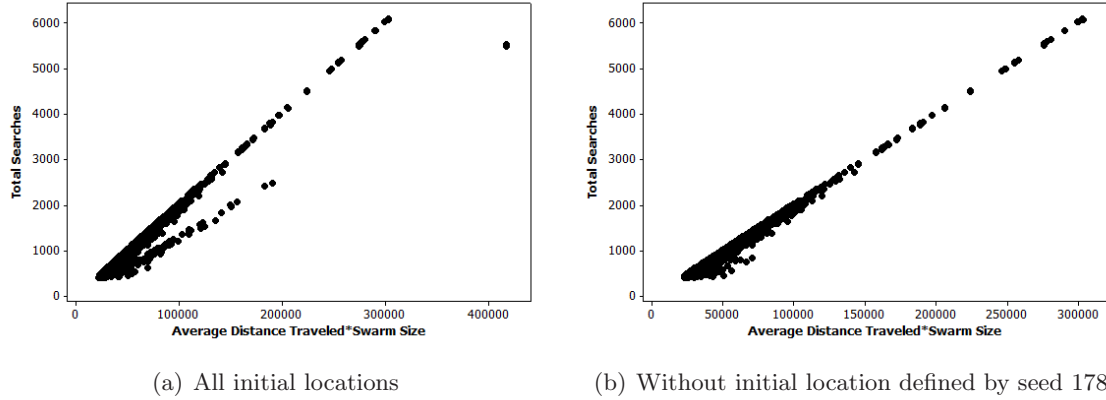 6000
5000
4000
3000
2000
1000
0
Total Searches
0 100000 200000 300000 400000
Average Distance Traveled*Swarm Size
(a) All initial locations
6000
5000
4000
3000
2000
1000
0
Total Searches
0 50000 100000 150000 200000 250000 300000
Average Distance Traveled*Swarm Size
(b) Without initial location defined by seed 178